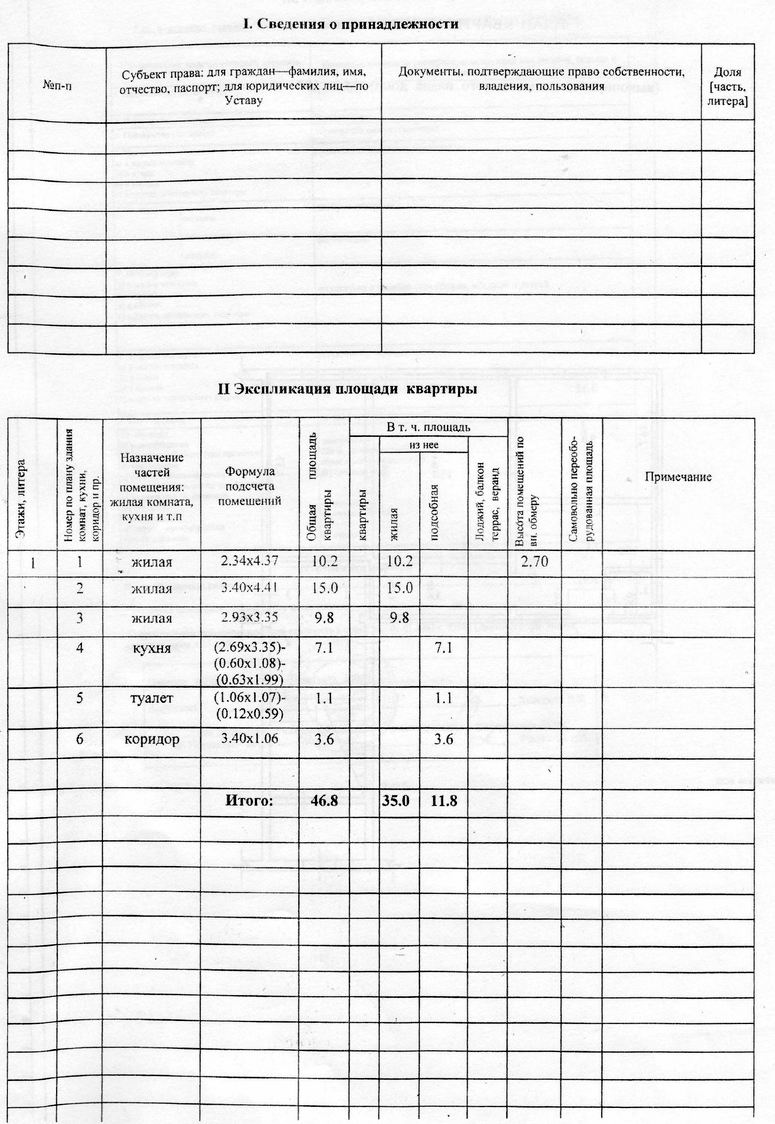 I. Сведения о принадлежности
№п-п
Субъект права: для граждан—фамилия, имя,
отчество, паспорт; для юридических лиц—по
Уставу
Документы, подтверждающие право собственности,
владения, пользования
Доля
[часть,
литера]
II Экспликация площади квартиры
Этажи, литера
Номер по плану здания
комнат, кухни,
коридор и пр.
Назначение
частей
помещения:
жилая комната,
кухня и т.п
Формула
подсчета
помещений
Общая площадь
квартиры
В т. ч. площадь
квартиры
из нее
жилая
подсобная
Лоджий, балкон
террас, веранд
Высота помещений по
вн. обмеру
Самовольно переобо-
рудованная площадь
Примечание
1 1 жилая 2.34x4.37 10.2 10.2 2.70
2 жилая 3.40x4.41 15.0 15.0
3 жилая 2.93x3.35 9.8 9.8
4 кухня (2.69x3.35)- 7.1 7.1
(0.60x1.08)-
(0.63x1.99)
5 туалет (1.06x1.07)- 1.1 1.1
(0.12x0.59)
6 коридор 3.40x1.06 3.6 3.6
Итого: 46.8 35.0 11.8